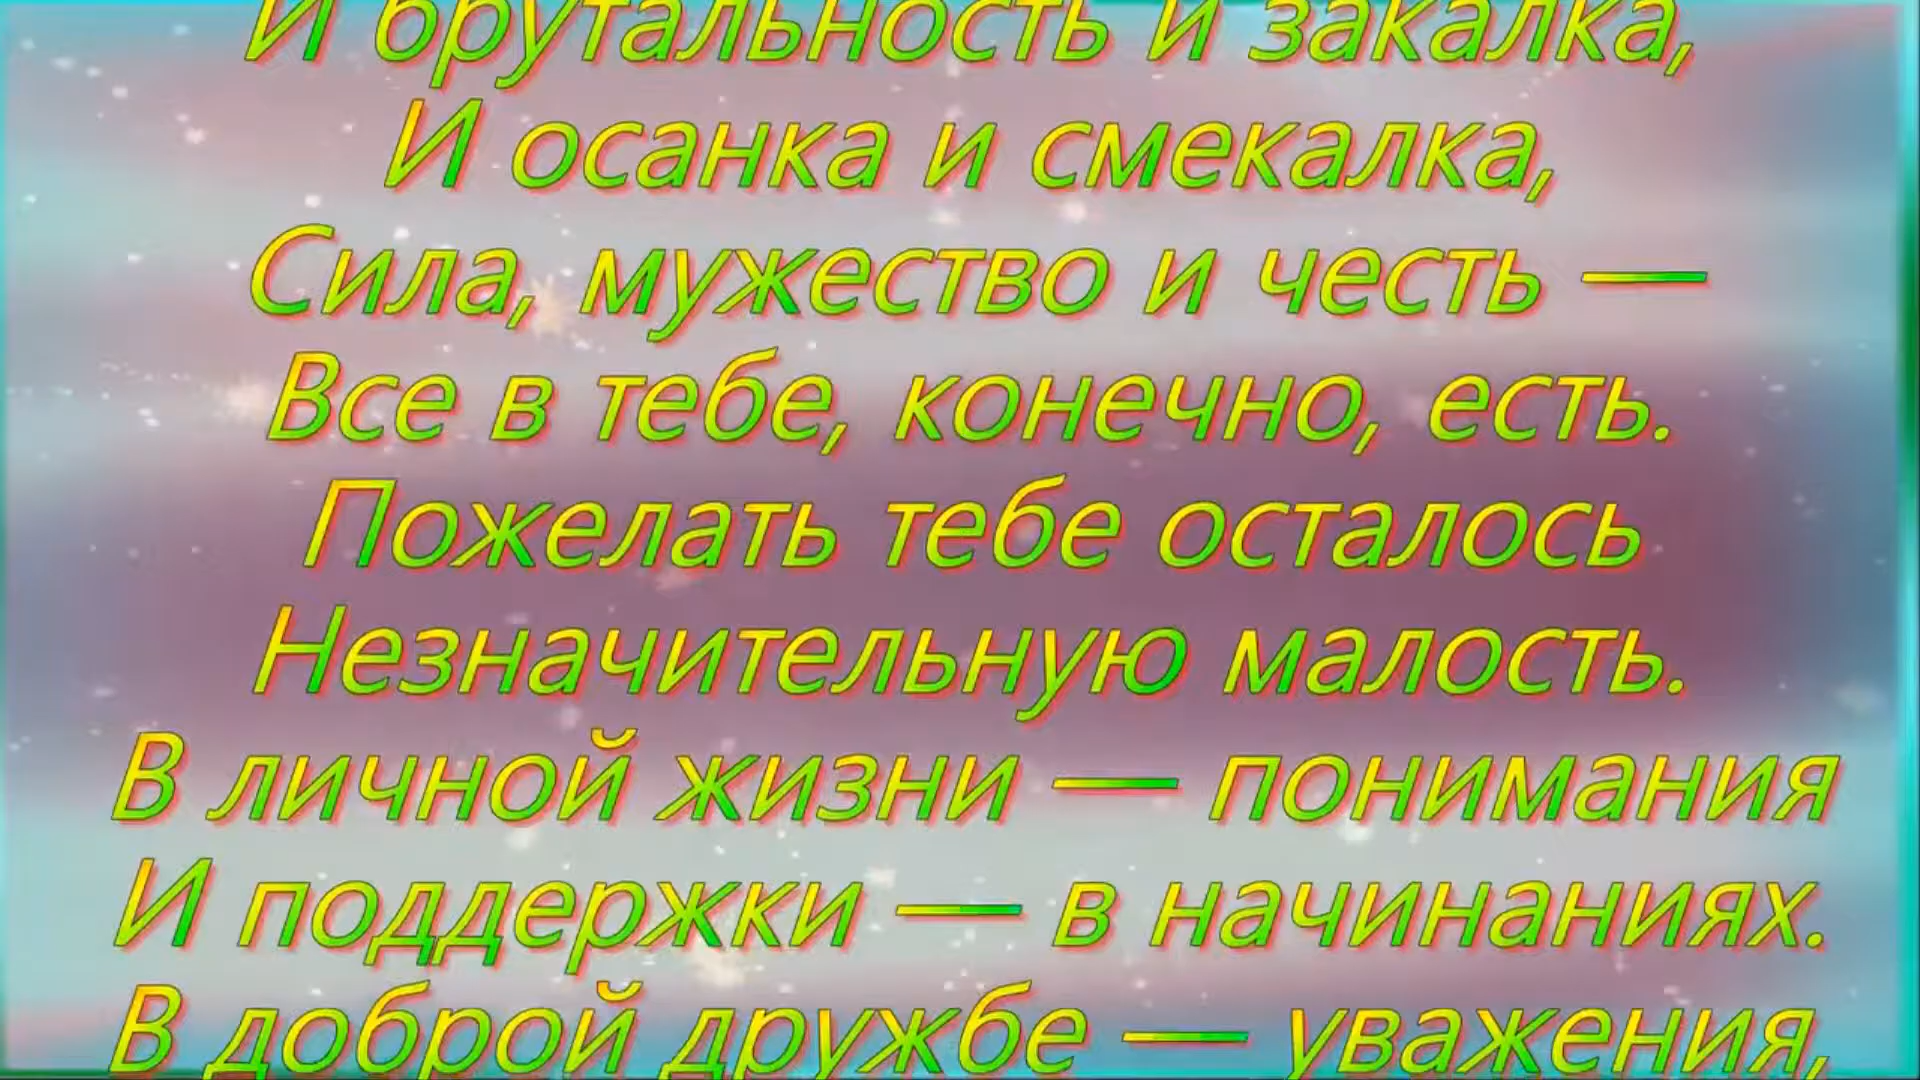 И брутальность и закалка,
И осанка и смекалка,
Сила, мужество и честь —
Все в тебе, конечно, есть.
Пожелать тебе осталось
Незначительную малость.
В личной жизни — понимания
И поддержки — в начинаниях.
В доброй дружбе — уважения,